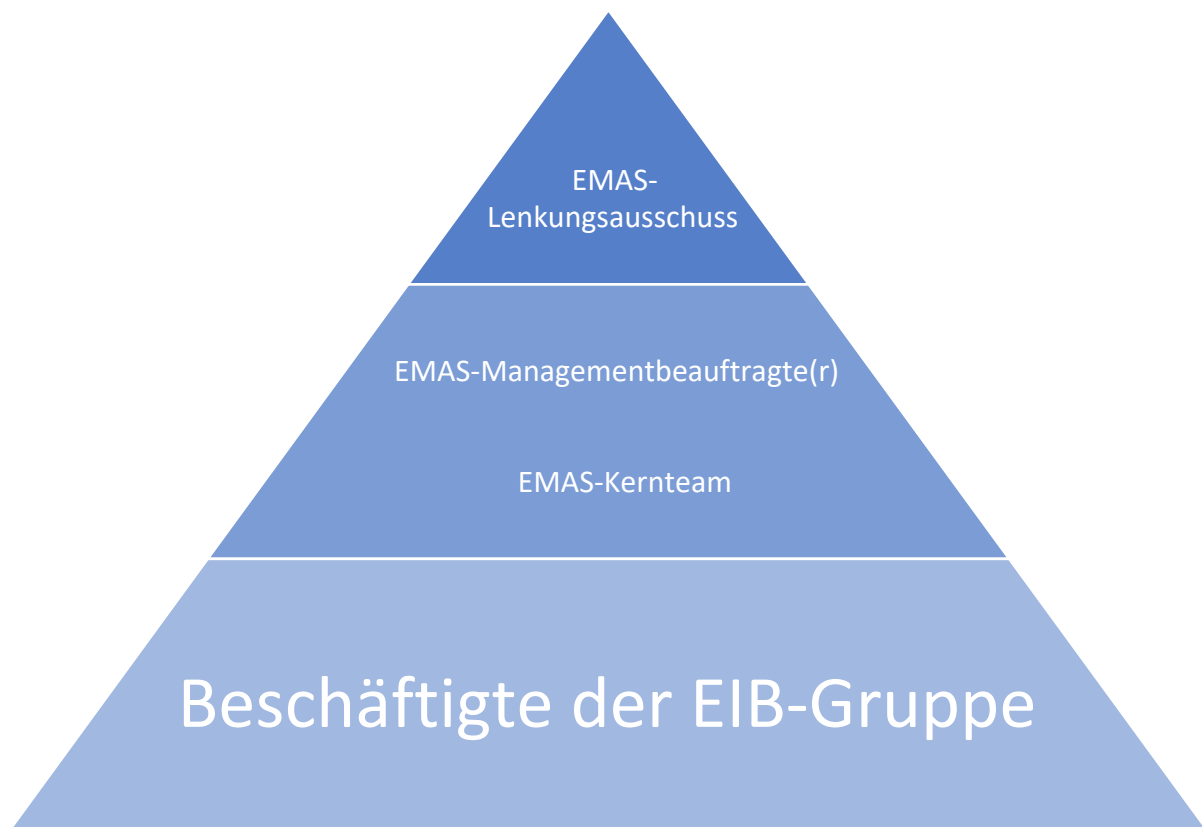 EMAS-
Lenkungsausschuss
EMAS-Managementbeauftragte(r)
EMAS-Kernteam
Beschäftigte der EIB-Gruppe